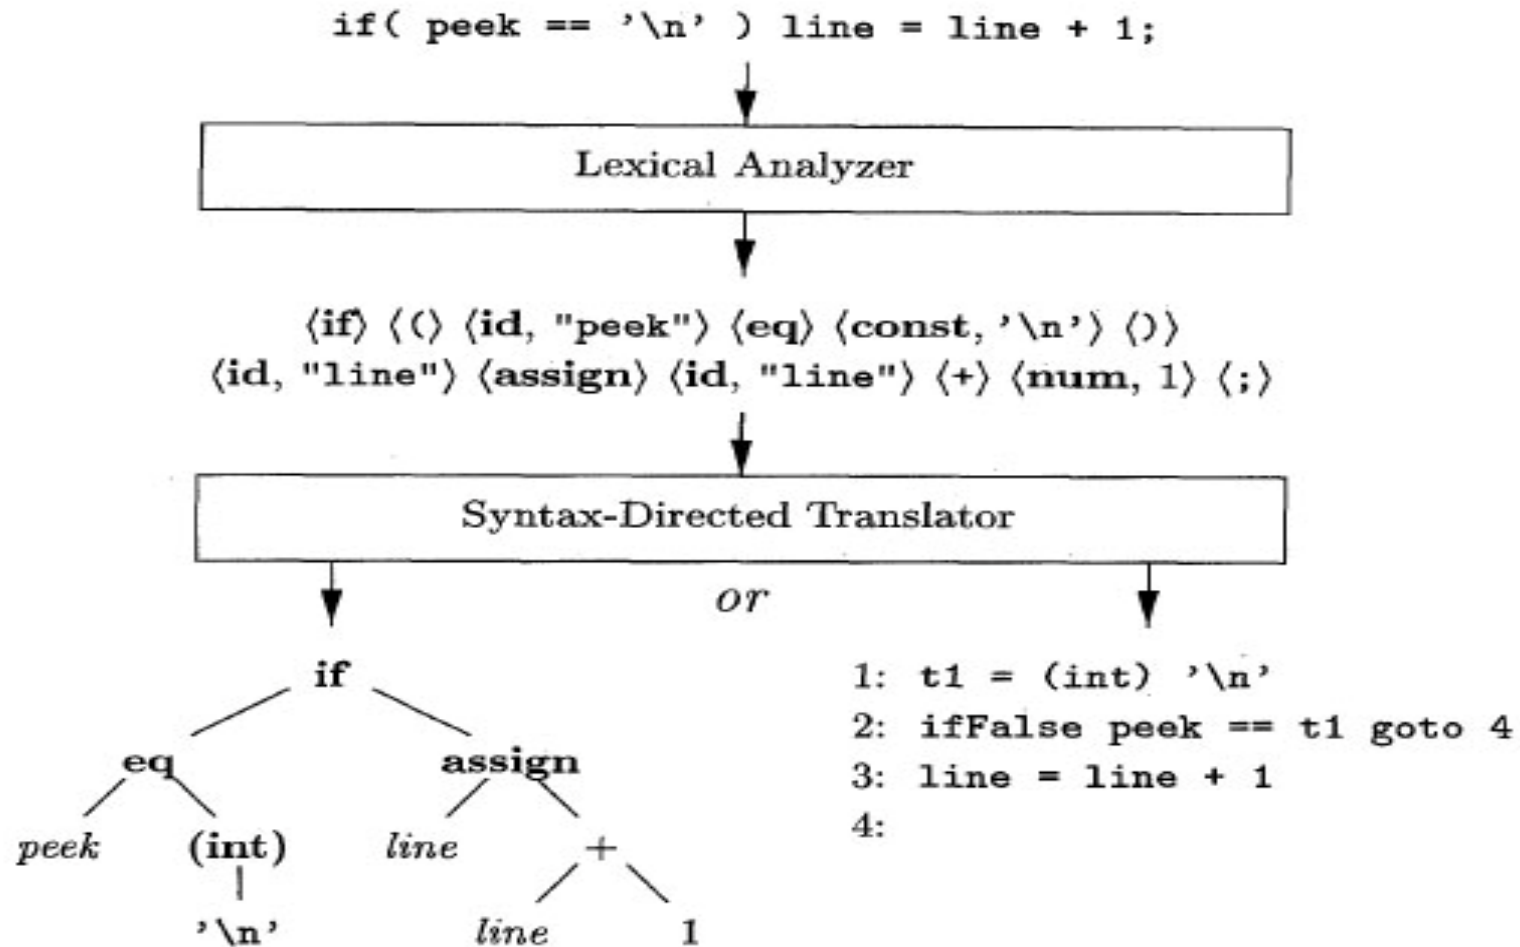 if( peek == '\n' ) line = line + 1;
Lexical Analyzer
⟨if⟩ ⟨(⟩ ⟨id, "peek"⟩ ⟨eq⟩ ⟨const, '\n'⟩ ⟨)⟩
⟨id, "line"⟩ ⟨assign⟩ ⟨id, "line"⟩ ⟨+⟩ ⟨num, 1⟩ ⟨;⟩
Syntax-Directed Translator
or
if
eq assign
peek (int) line +
'\n' line 1
1: t1 = (int) '\n'
2: ifFalse peek == t1 goto 4
3: line = line + 1
4: